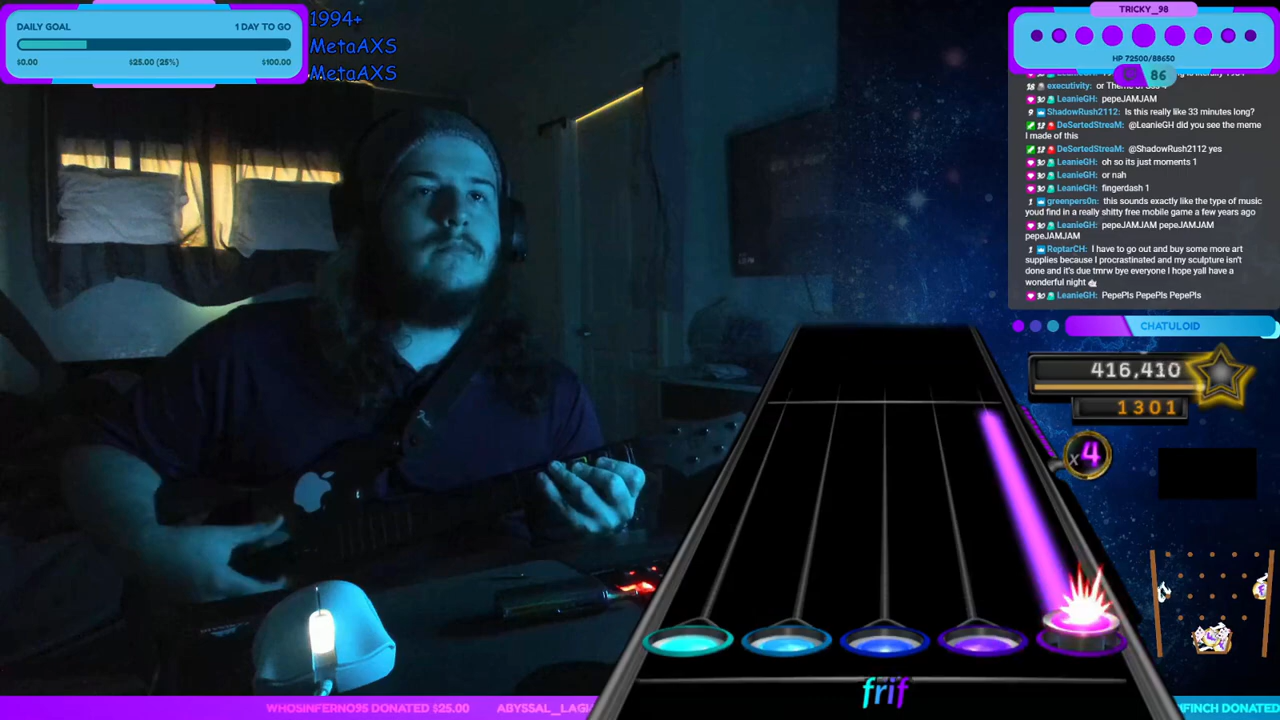 DAILY GOAL 1 DAY TO GO
$0.00 $25.00 (25%) $100.00
1994+
MetaAXS
MetaAXS
TRICKY_98
HP 72500/88650
86
executivity: or Theme of Sss 4
LeanieGH: pepeJAMJAM
ShadowRush2112: Is this really like 33 minutes long?
DeSertedStreaM: @LeanieGH did you see the meme
I made of this
DeSertedStreaM: @ShadowRush2112 yes
LeanieGH: oh so its just moments 1
LeanieGH: or nah
LeanieGH: fingerdash 1
greenpers0n: this sounds exactly like the type of music
youd find in a really shitty free mobile game a few years ago
LeanieGH: pepeJAMJAM pepeJAMJAM
pepeJAMJAM
ReptarCH: I have to go out and buy some more art
supplies because I procrastinated and my sculpture isn't
done and it's due tmrw bye everyone I hope yall have a
wonderful night
LeanieGH: PepePls PepePls PepePls
CHATULOID
416,410
1301
x4
frif
WHOSINFERNO95 DONATED $25.00 ABYSSAL_LAGU IFINCH DONATED